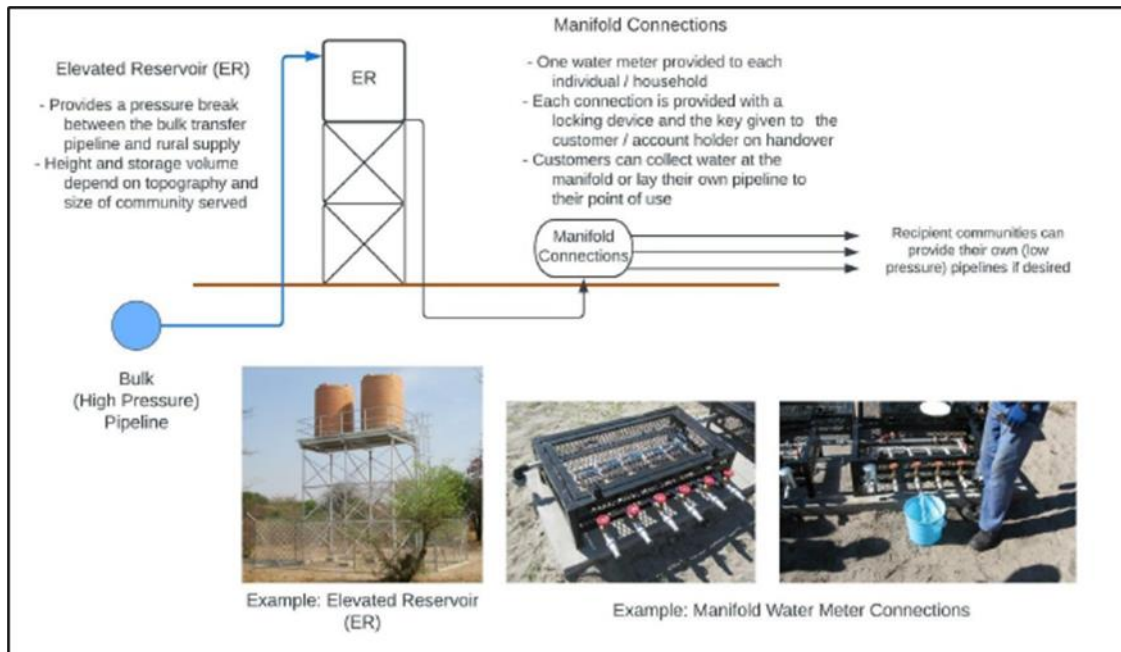 Elevated Reservoir (ER)
- Provides a pressure break
between the bulk transfer
pipeline and rural supply
- Height and storage volume
depend on topography and
size of community served
ER
Manifold Connections
- One water meter provided to each
individual / household
- Each connection is provided with a
locking device and the key given to the
customer / account holder on handover
- Customers can collect water at the
manifold or lay their own pipeline to
their point of use
Manifold
Connections
Recipient communities can
provide their own (low
pressure) pipelines if desired
Bulk
(High Pressure)
Pipeline
Example: Elevated Reservoir
(ER)
Example: Manifold Water Meter Connections